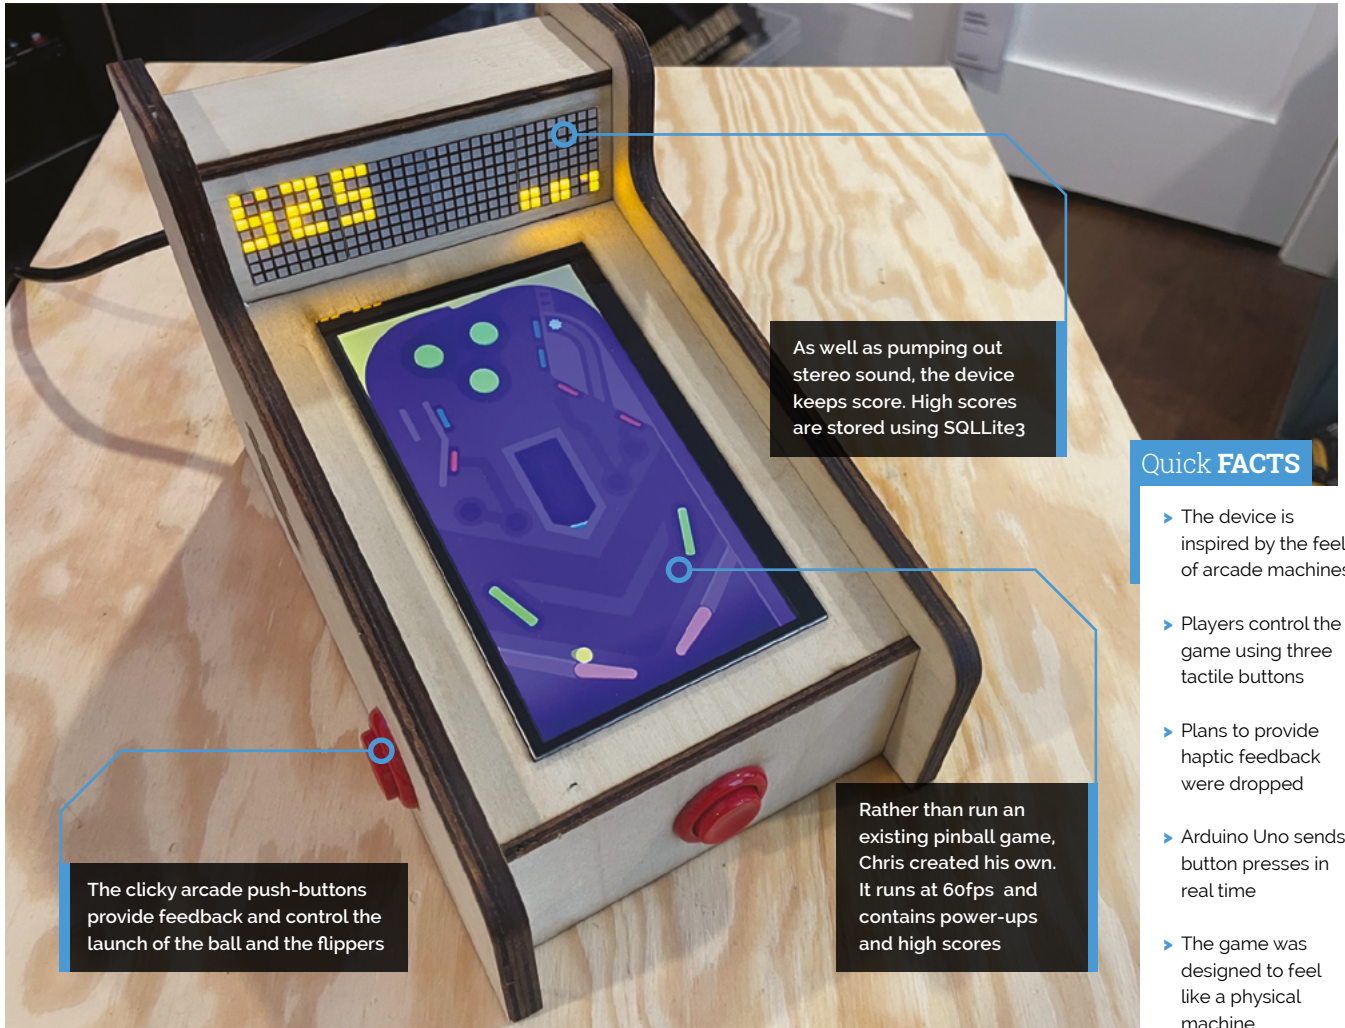 525
As well as pumping out
stereo sound, the device
keeps score. High scores
are stored using SQLLite3
Quick FACTS
> The device is
inspired by the feel
of arcade machines
> Players control the
game using three
tactile buttons
> Plans to provide
haptic feedback
were dropped
> Arduino Uno sends
button presses in
real time
> The game was
designed to feel
like a physical
machine
Rather than run an
existing pinball game,
Chris created his own.
It runs at 60fps and
contains power-ups
and high scores
The clicky arcade push-buttons
provide feedback and control the
launch of the ball and the flippers